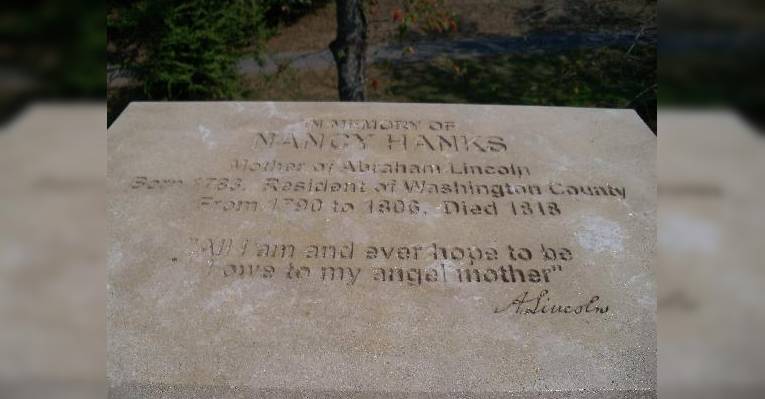 IN MEMORY OF
NANCY HANKS
Mother of Abraham Lincoln
Born 1783. Resident of Washington County
From 1790 to 1806. Died 1818
"All I am and ever hope to be
I owe to my angel mother"
A. Lincoln